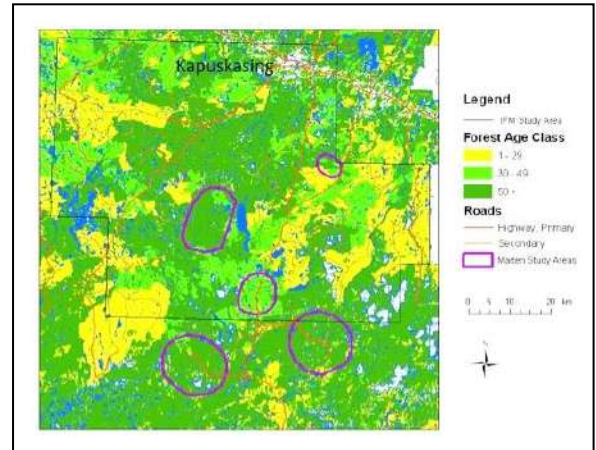 Kapuskasing
Legend
Study Area
Forest Age Class
1 - 29
30 - 49
50 +
Roads
Highway, Primary
Secondary
Marten Study Areas
0 5 10 20 km